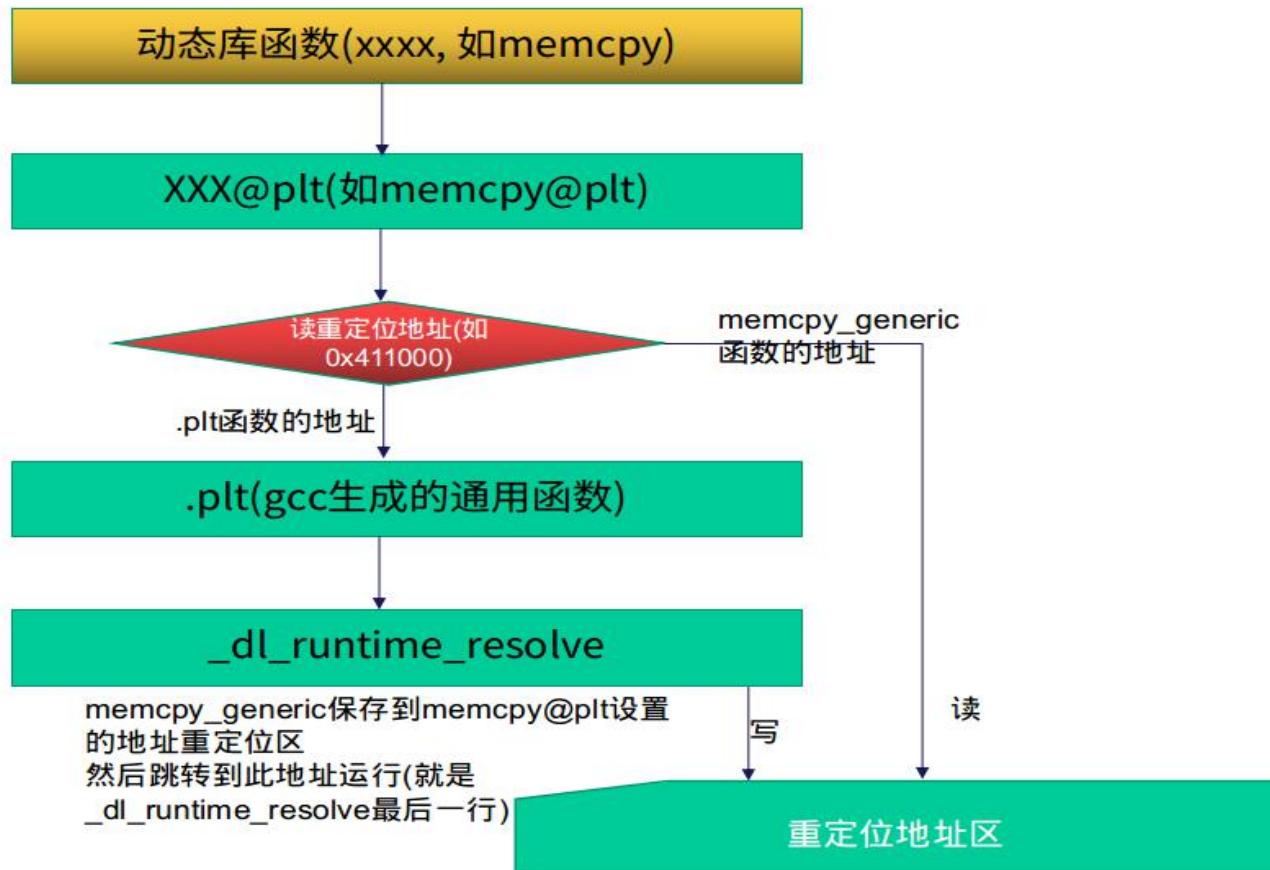 动态库函数(xxxx, 如memcpy)
XXX@plt(如memcpy@plt)
读重定位地址(如
0x411000)
memcpy_generic
函数的地址
.plt函数的地址
.plt(gcc生成的通用函数)
_dl_runtime_resolve
memcpy_generic保存到memcpy@plt设置
的地址重定位区
然后跳转到此地址运行(就是
_dl_runtime_resolve最后一行)
写
读
重定位地址区